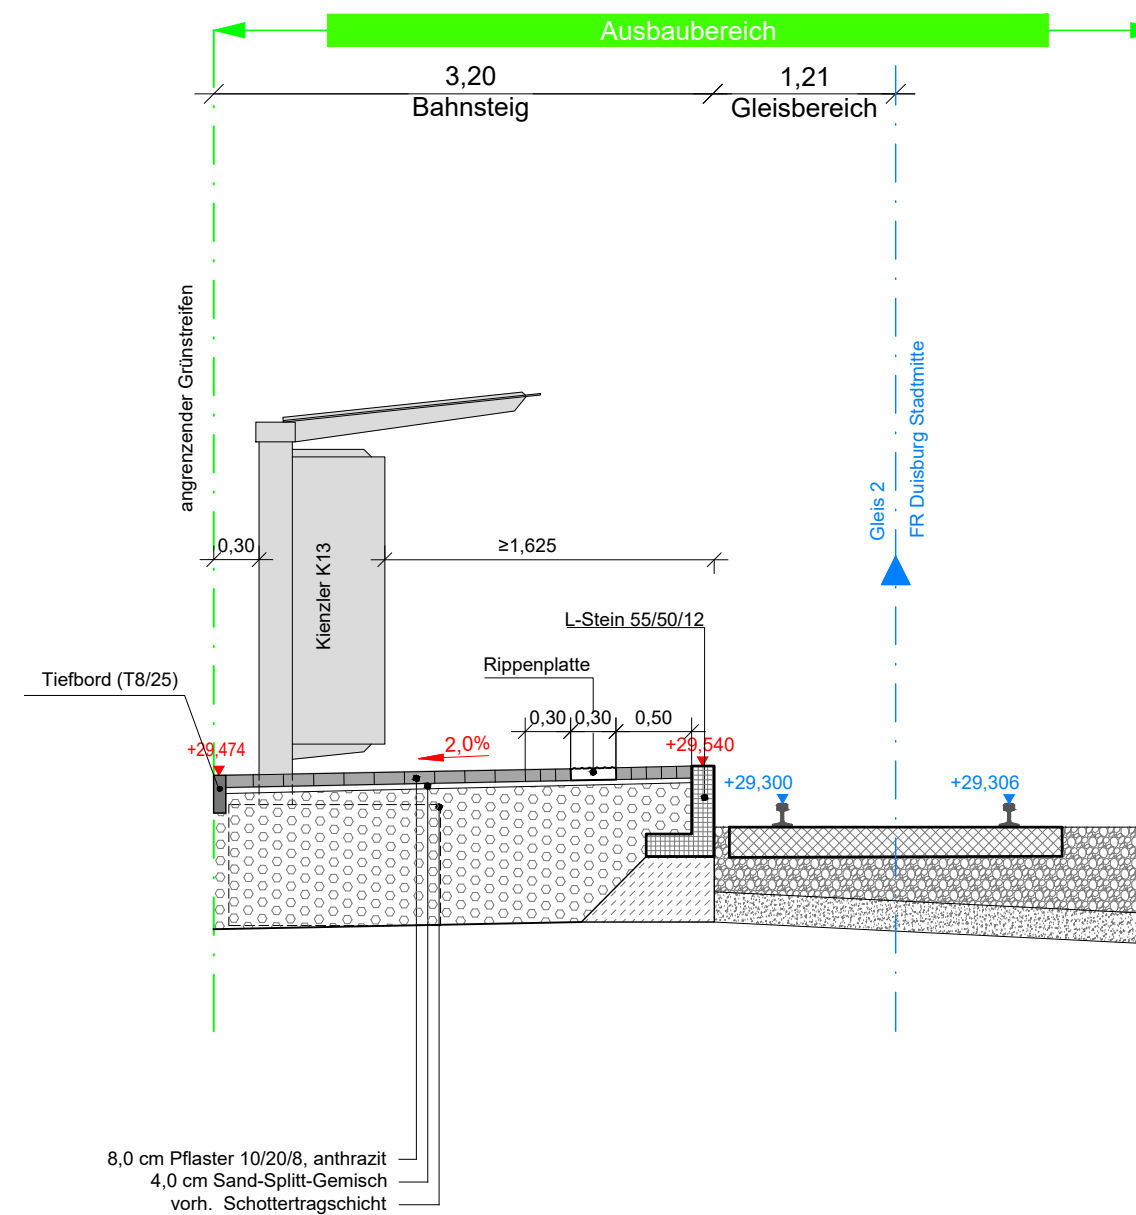 Ausbaubereich
3,20
1,21
Bahnsteig
Gleisbereich
angrenzender Grünstreifen
Gleis 2
FR Duisburg Stadtmitte
0,30
≥1,625
Kienzler K13
L-Stein 55/50/12
Rippenplatte
Tiefbord (T8/25)
0,30
0,30
0,50
+29,474
2,0%
+29,540
+29,300
+29,306
8,0 cm Pflaster 10/20/8, anthrazit
4,0 cm Sand-Splitt-Gemisch
vorh. Schottertragschicht